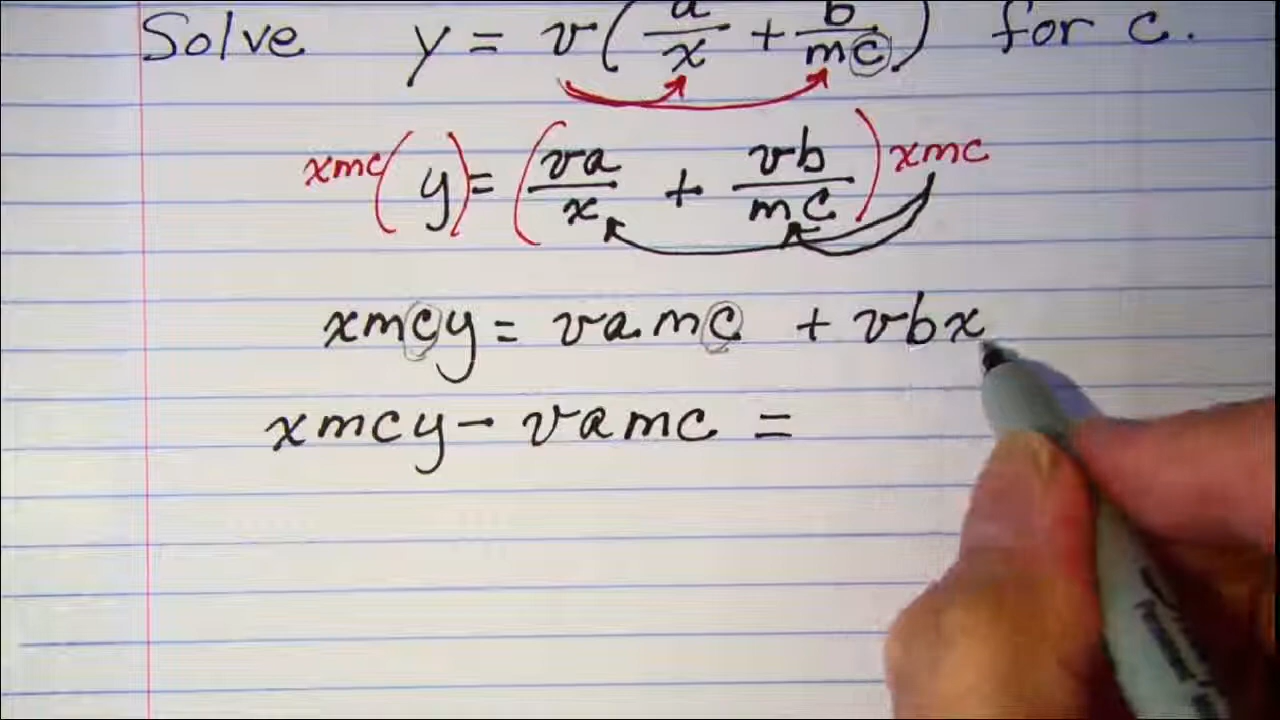 Solve y = v(a/x + b/mc) for c.
xmc(y) = (va/x + vb/mc)xmc
xmcy = vamc + vbx
xmcy - vamc =